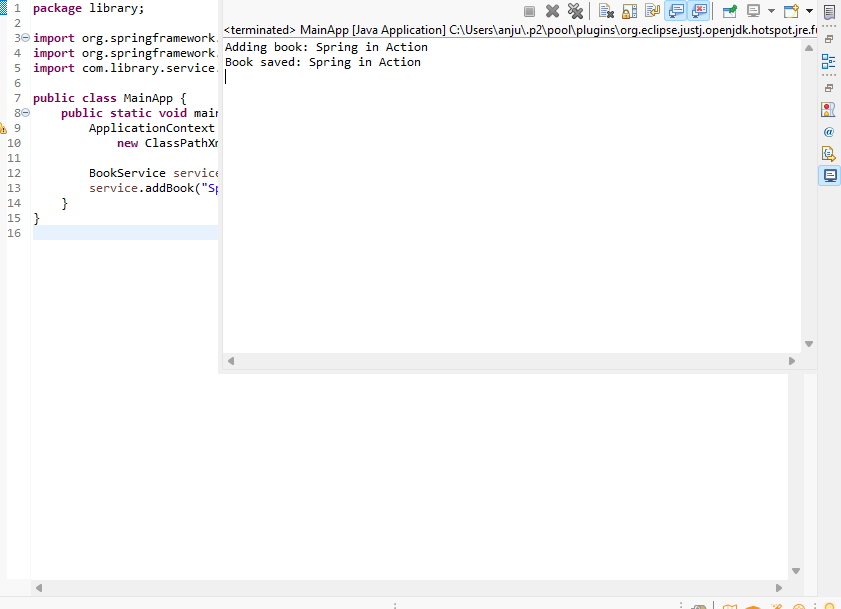 1 package library;
2
3 import org.springframework.
4 import org.springframework.
5 import com.library.service.
6
7 public class MainApp {
8 public static void main
9 ApplicationContext
10 new ClassPathXm
11
12 BookService service
13 service.addBook("Sp
14 }
15 }
16
<terminated> MainApp [Java Application] C:\Users\anju\.p2\pool\plugins\org.eclipse.justj.openjdk.hotspot.jre.fu
Adding book: Spring in Action
Book saved: Spring in Action